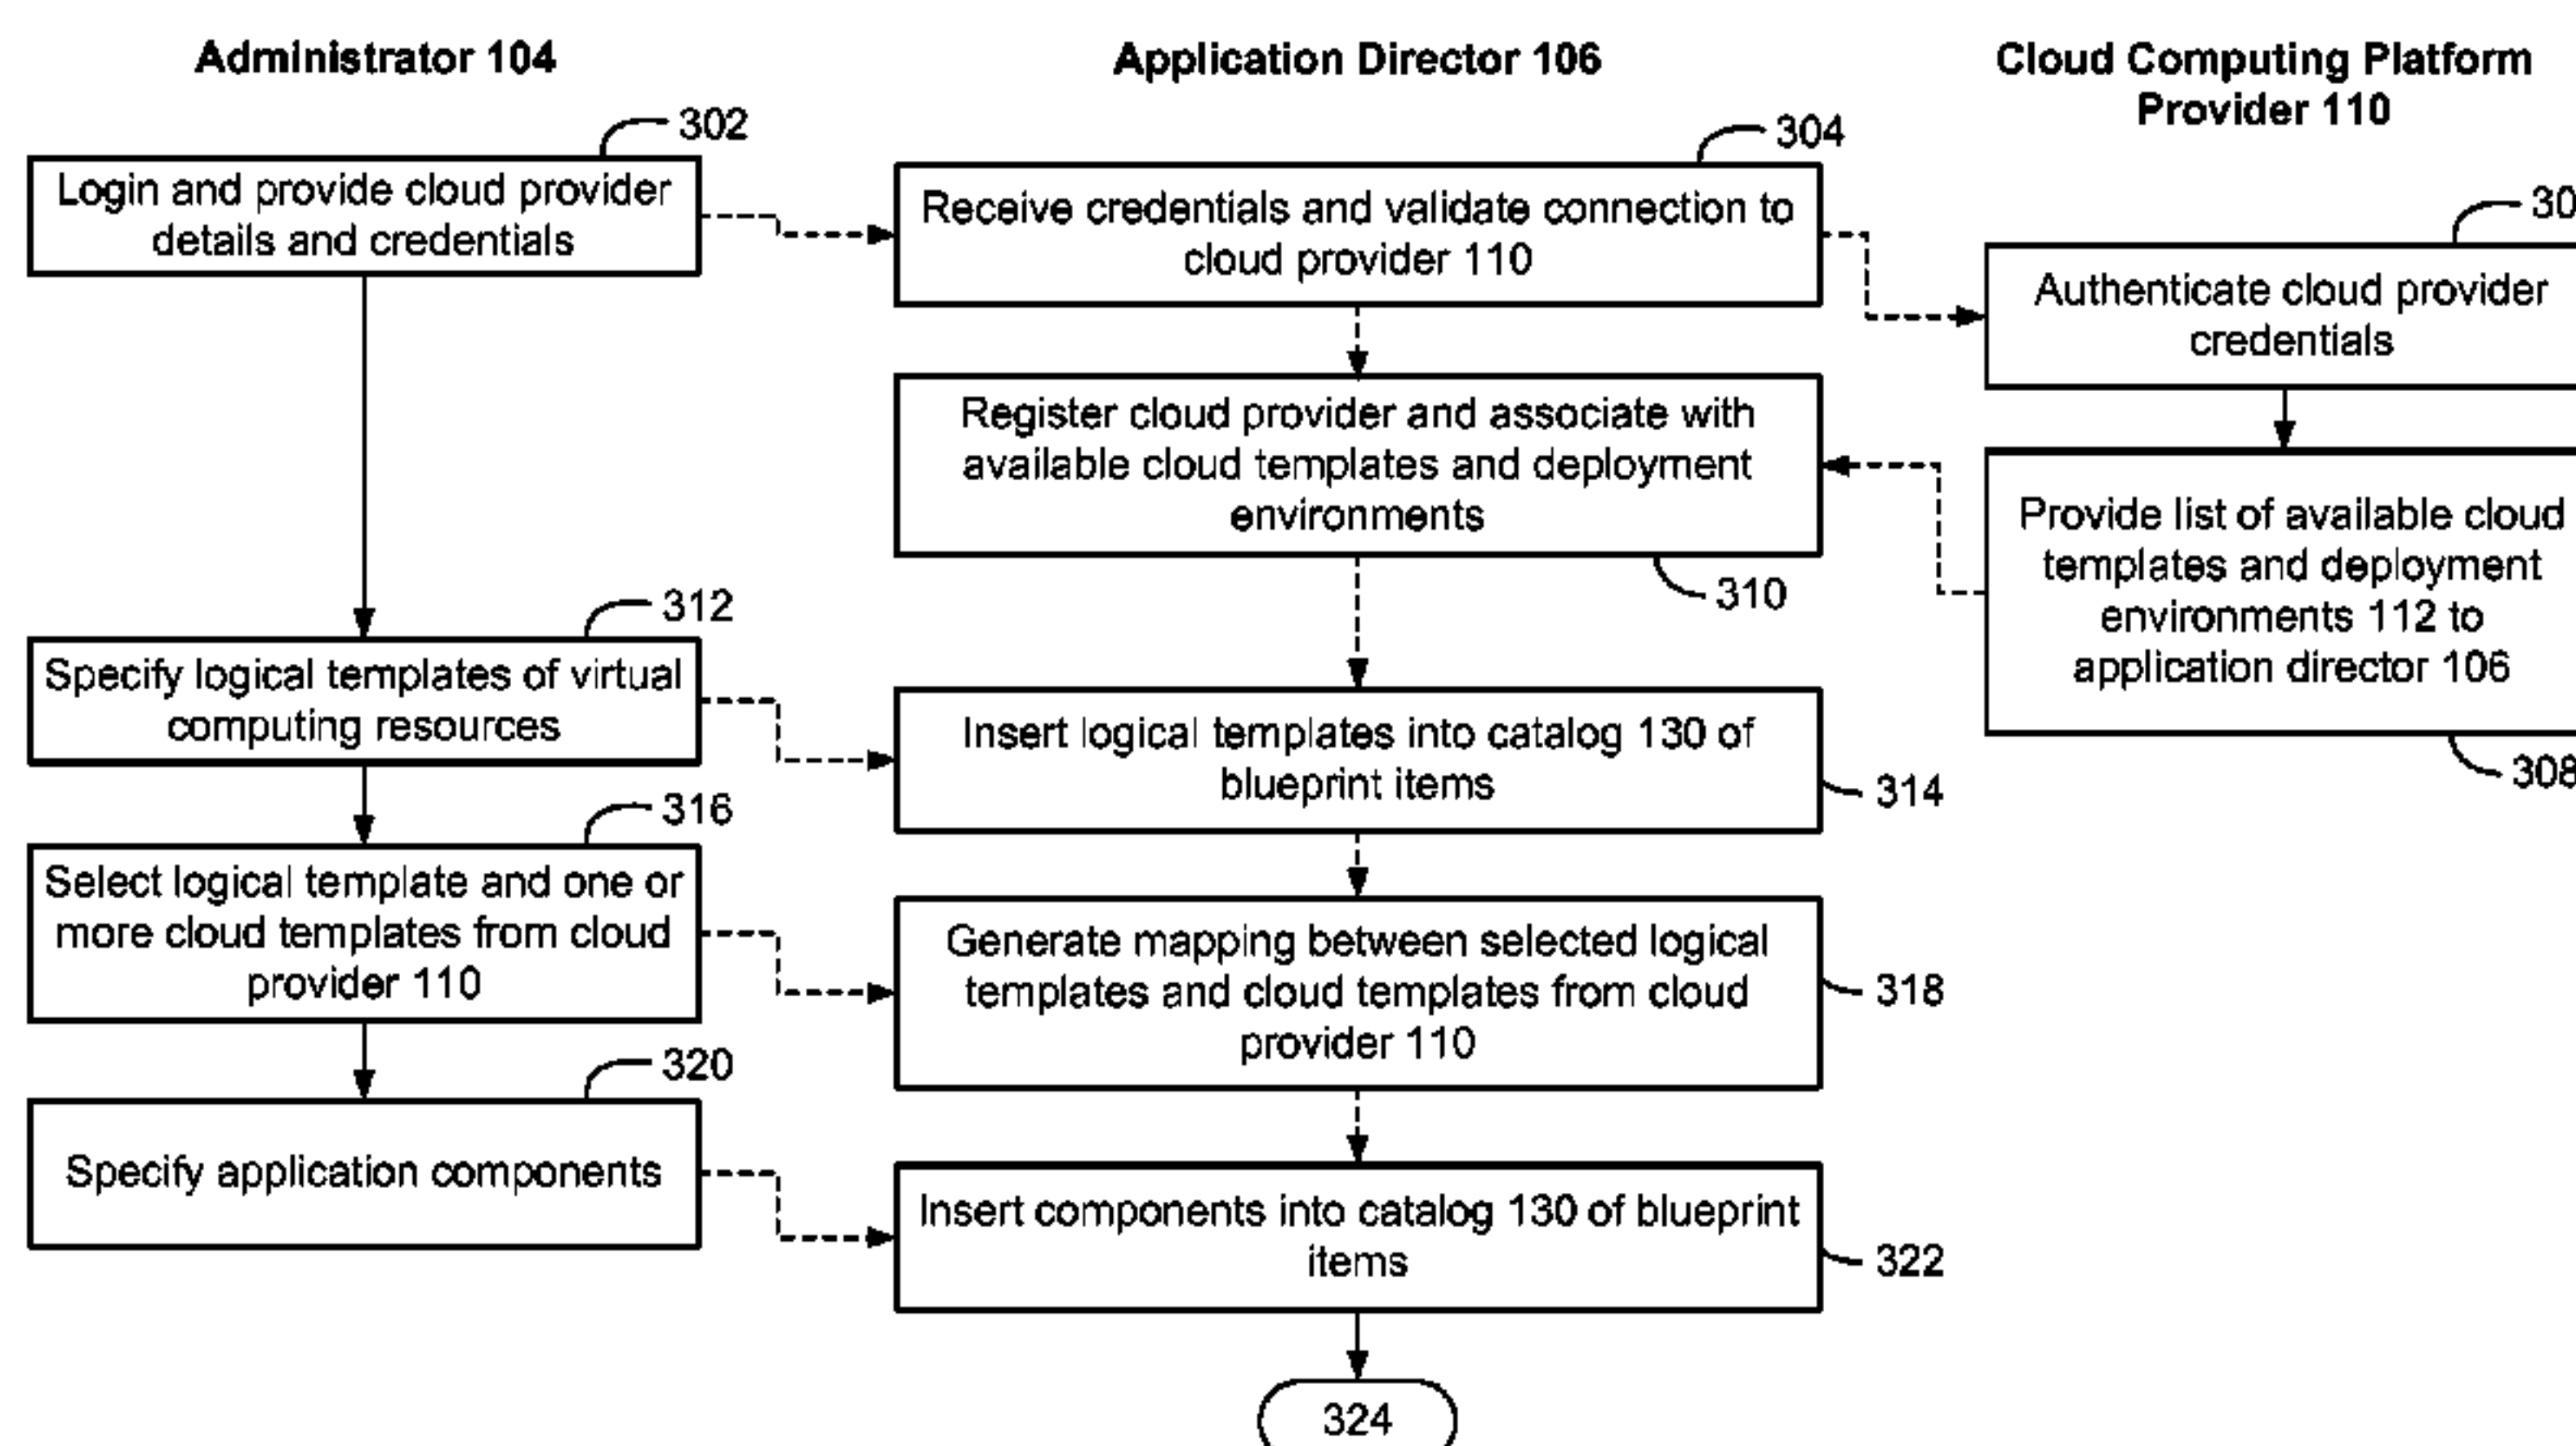 Administrator 104
Application Director 106
Cloud Computing Platform
Provider 110
302
Login and provide cloud provider
details and credentials
304
Receive credentials and validate connection to
cloud provider 110
30
Authenticate cloud provider
credentials
Register cloud provider and associate with
available cloud templates and deployment
environments
310
Provide list of available cloud
templates and deployment
environments 112 to
application director 106
308
312
Specify logical templates of virtual
computing resources
Insert logical templates into catalog 130 of
blueprint items
314
316
Select logical template and one or
more cloud templates from cloud
provider 110
Generate mapping between selected logical
templates and cloud templates from cloud
provider 110
318
320
Specify application components
Insert components into catalog 130 of blueprint
items
322
324